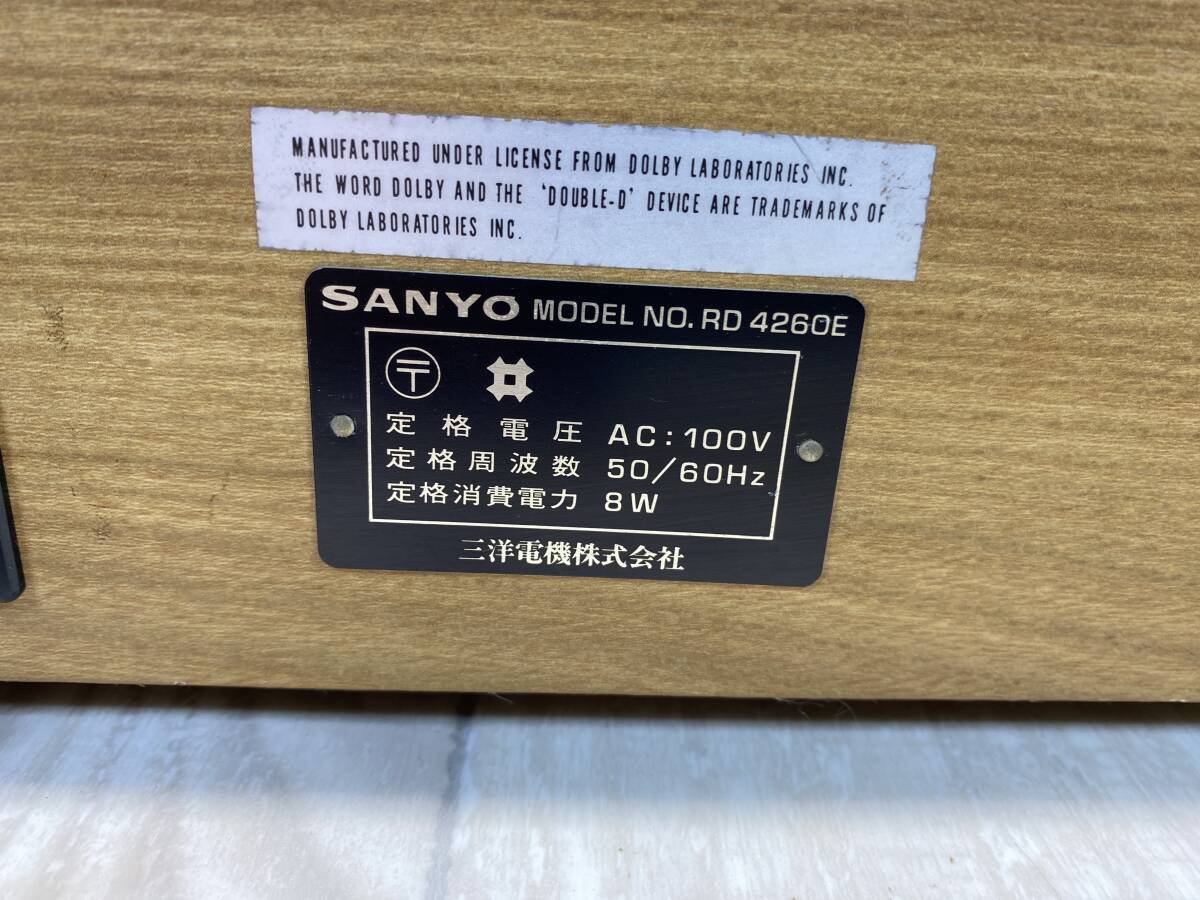 MANUFACTURED UNDER LICENSE FROM DOLBY LABORATORIES INC.
THE WORD DOLBY AND THE 'DOUBLE-D' DEVICE ARE TRADEMARKS OF
DOLBY LABORATORIES INC.
SANYO MODEL NO. RD 4260E
〒
定格電圧 AC:100V
定格周波数 50/60Hz
定格消費電力 8W
三洋電機株式会社